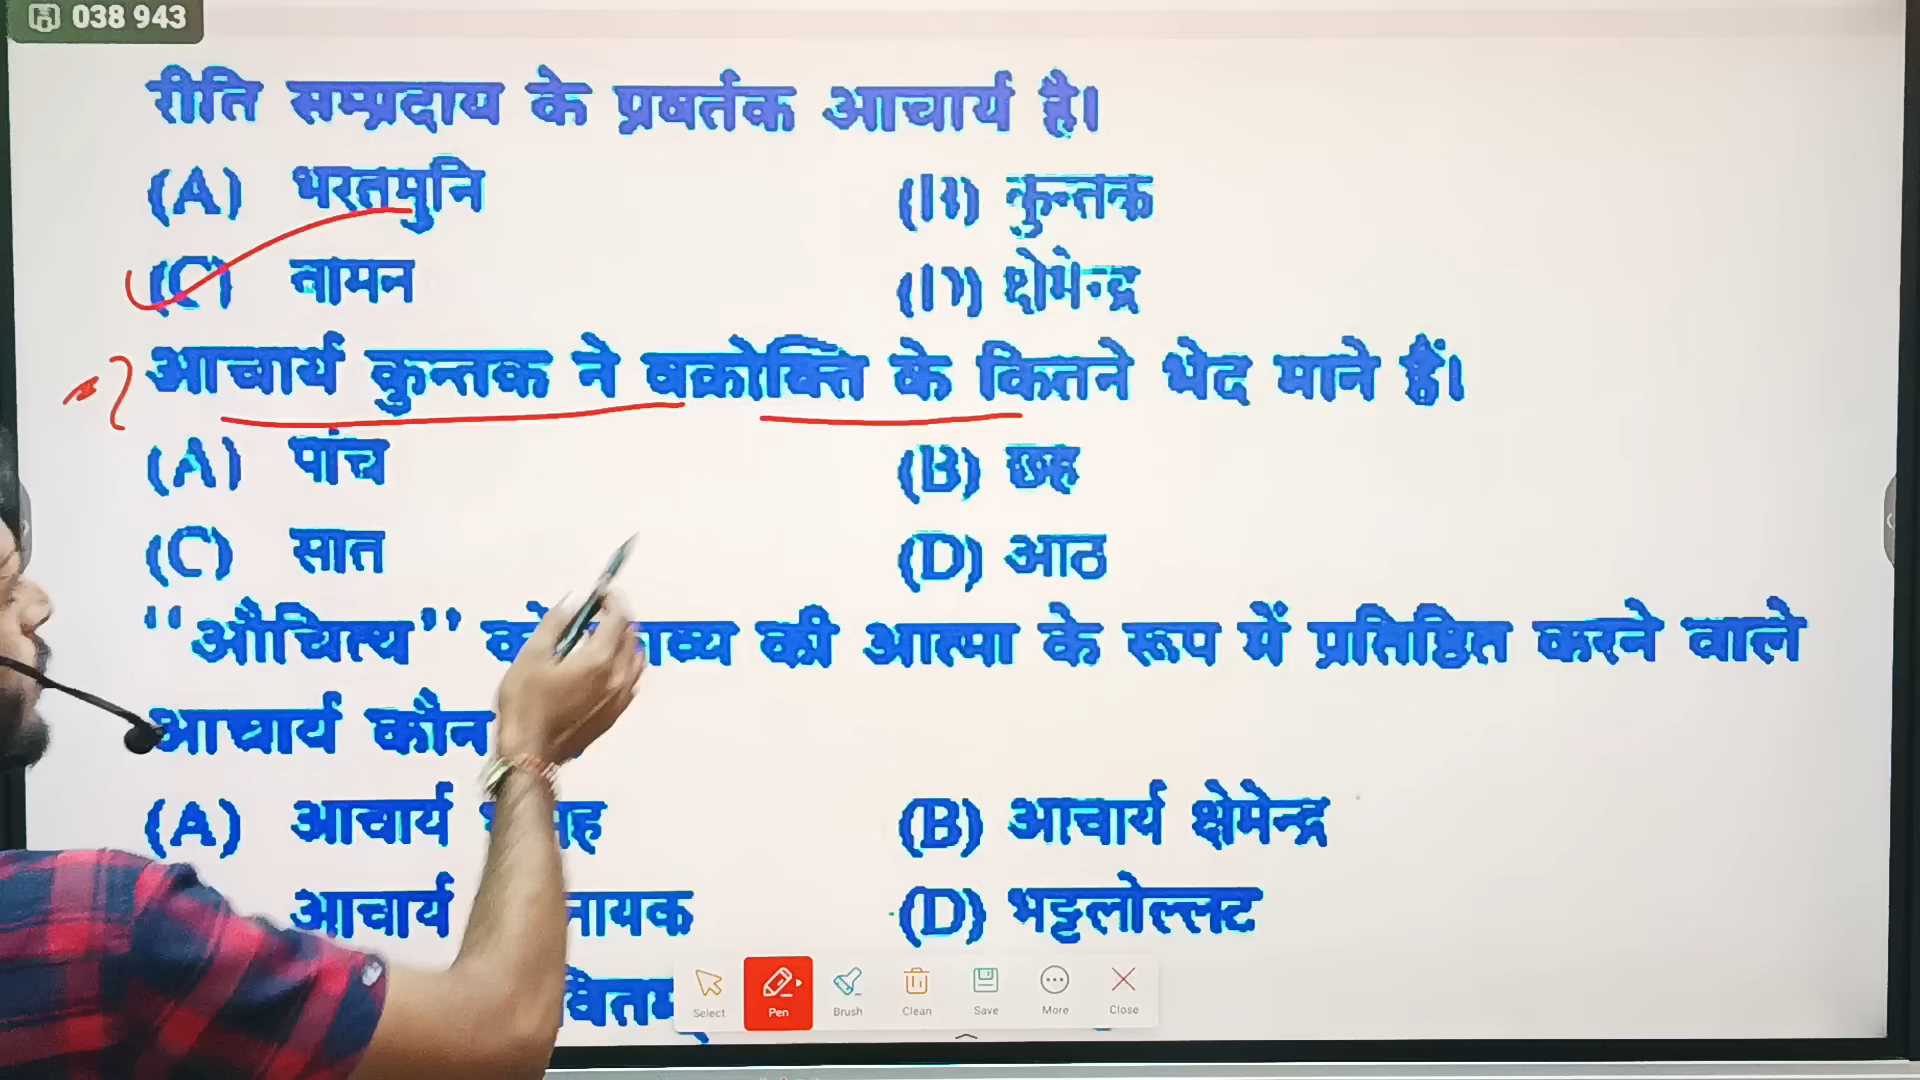 038 943
रीति सम्प्रदाय के प्रवर्तक आचार्य है।
(A) भरतमुनि (B) कुन्तक
(C) वामन (D) क्षेमेन्द्र
आचार्य कुन्तक ने वक्रोक्ति के कितने भेद माने हैं।
(A) पांच (B) छह
(C) सात (D) आठ
“औचित्य” की आत्मा के रूप में प्रतिष्ठित करने वाले
आचार्य कौन
(A) आचार्य (B) आचार्य क्षेमेन्द्र
आचार्य (D) भट्टलोल्लट
Select Pen Brush Clean Save More Close